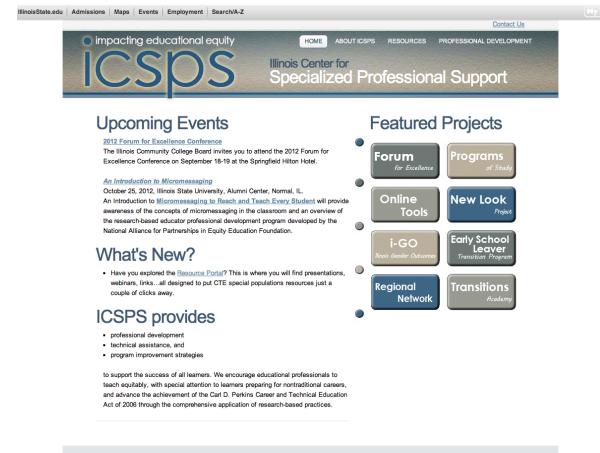 IllinoisState.edu Admissions Maps Events Employment Search/A-Z
My
Contact Us
impacting educational equity
icsps
HOME ABOUT ICSPS RESOURCES PROFESSIONAL DEVELOPMENT
Illinois Center for
Specialized Professional Support
Upcoming Events
2012 Forum for Excellence Conference
The Illinois Community College Board invites you to attend the 2012 Forum for
Excellence Conference on September 18-19 at the Springfield Hilton Hotel.
An Introduction to Micromessaging
October 25, 2012, Illinois State University, Alumni Center, Normal, IL.
An Introduction to Micromessaging to Reach and Teach Every Student will provide
awareness of the concepts of micromessaging in the classroom and an overview of
the research-based educator professional development program developed by the
National Alliance for Partnerships in Equity Education Foundation.
What's New?
• Have you explored the Resource Portal? This is where you will find presentations,
webinars, links...all designed to put CTE special populations resources just a
couple of clicks away.
ICSPS provides
• professional development
• technical assistance, and
• program improvement strategies
to support the success of all learners. We encourage educational professionals to
teach equitably, with special attention to learners preparing for nontraditional careers,
and advance the achievement of the Carl D. Perkins Career and Technical Education
Act of 2006 through the comprehensive application of research-based practices.
Featured Projects
Forum
for Excellence
Programs
of Study
Online
Tools
New Look
Project
i-GO
Illinois Gender Outcomes
Early School
Leaver
Transition Program
Regional
Network
Transitions
Academy